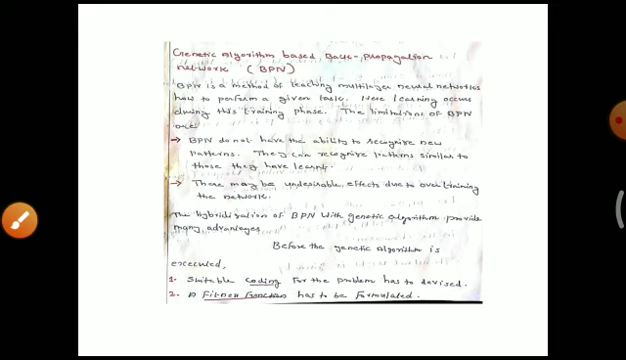 Genetic Algorithm based Back-propagation
network (BPN)
BPN is a method of teaching multilayer neural networks
how to perform a given task. Here learning occurs
during this training phase. The limitations of BPN
are
→ BPN do not have the ability to recognize new
patterns. They can recognize patterns similar to
those they have learnt.
→ There may be undesirable effects due to over training
the network.
The hybridization of BPN with genetic algorithm provide
many advantages.
Before the genetic algorithm is
executed,
1. Suitable coding for the problem has to devised.
2. A Fitness function has to be formulated.